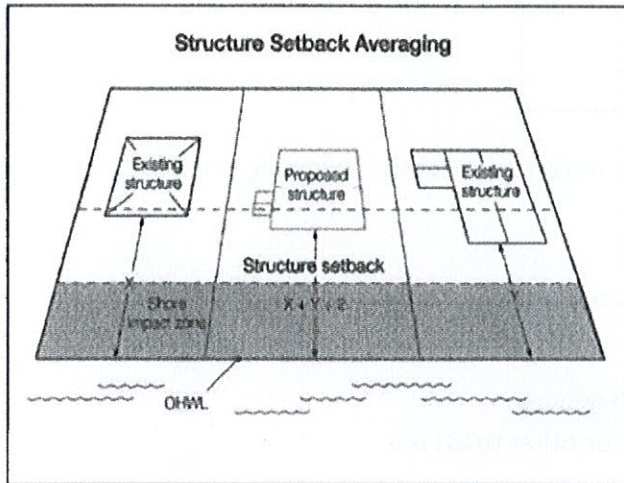 Structure Setback Averaging
Existing
structure
Proposed
structure
Existing
structure
Structure setback
X
Shore
impact zone
X + Y ÷ 2
Y
OHWL